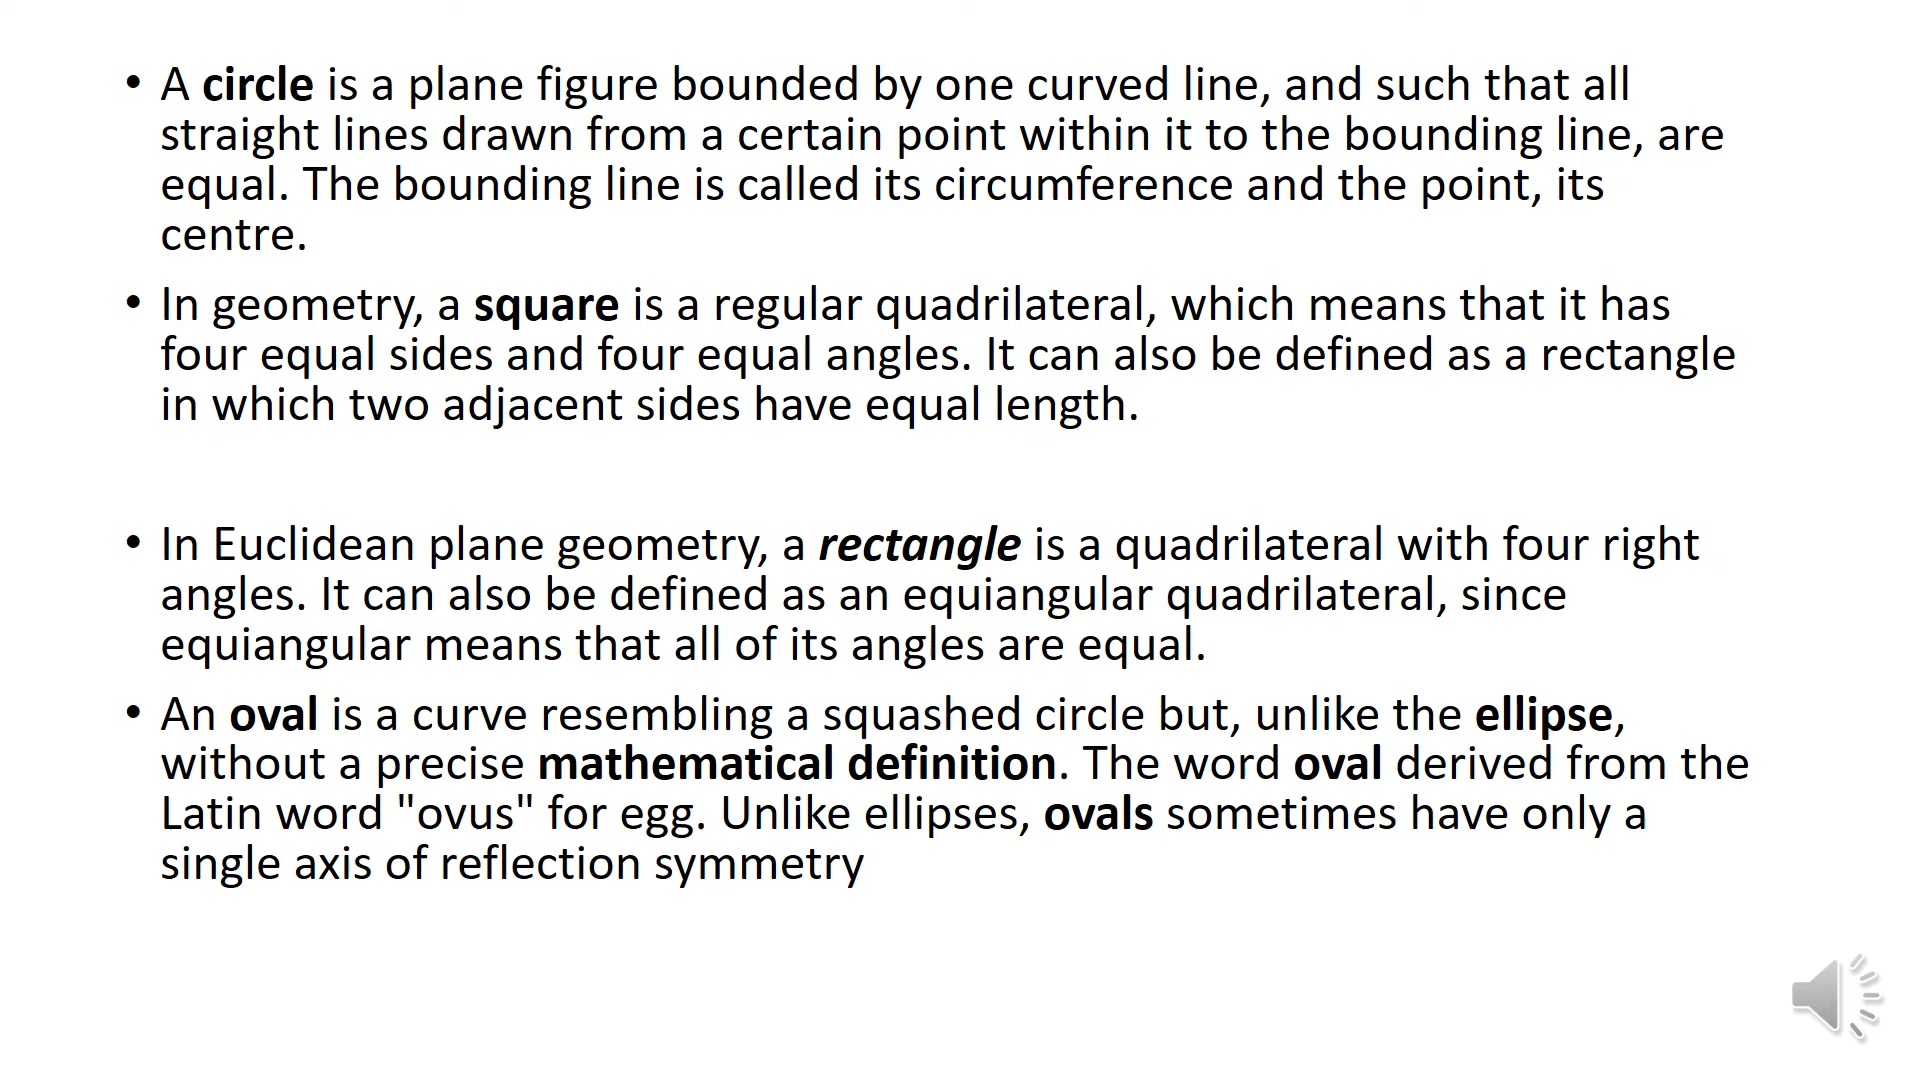 • A circle is a plane figure bounded by one curved line, and such that all
straight lines drawn from a certain point within it to the bounding line, are
equal. The bounding line is called its circumference and the point, its
centre.
• In geometry, a square is a regular quadrilateral, which means that it has
four equal sides and four equal angles. It can also be defined as a rectangle
in which two adjacent sides have equal length.
• In Euclidean plane geometry, a rectangle is a quadrilateral with four right
angles. It can also be defined as an equiangular quadrilateral, since
equiangular means that all of its angles are equal.
• An oval is a curve resembling a squashed circle but, unlike the ellipse,
without a precise mathematical definition. The word oval derived from the
Latin word "ovus" for egg. Unlike ellipses, ovals sometimes have only a
single axis of reflection symmetry